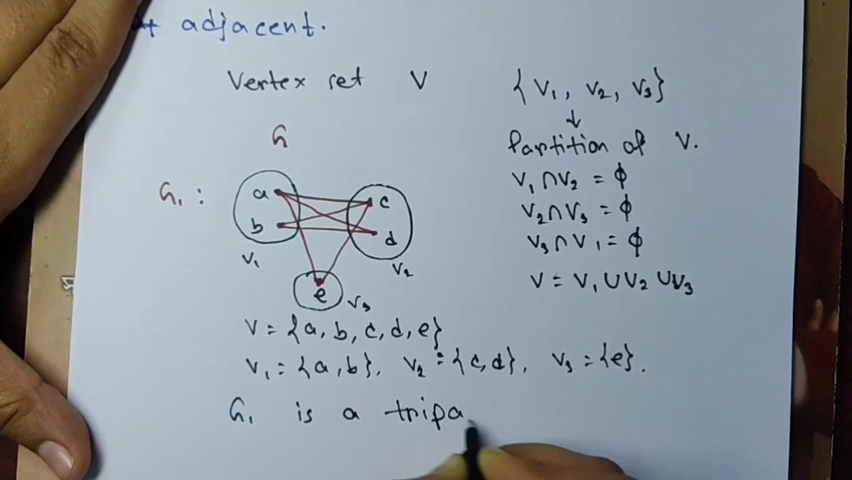 adjacent.
Vertex set V
{V₁, V₂, V₃}
↓
Partition of V.
V₁ ∩ V₂ = ϕ
V₂ ∩ V₃ = ϕ
V₃ ∩ V₁ = ϕ
V = V₁ ∪ V₂ ∪ V₃
G
G₁ :
a
c
b
d
V₁
V₂
e
V₃
V = {a, b, c, d, e}
V₁ = {a, b}, V₂ = {c, d}, V₃ = {e}.
G₁ is a tripa